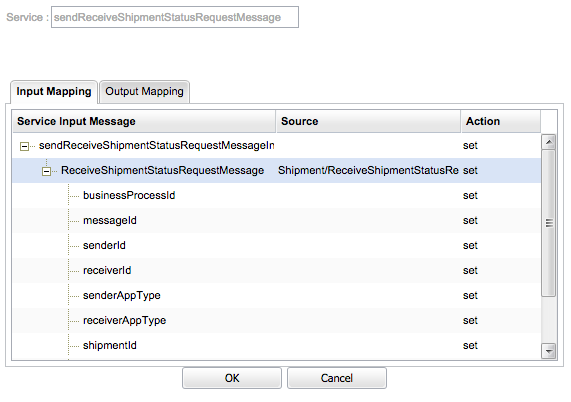 Service : sendReceiveShipmentStatusRequestMessage
Input Mapping Output Mapping
Service Input Message Source Action
sendReceiveShipmentStatusRequestMessageIn set
ReceiveShipmentStatusRequestMessage Shipment/ReceiveShipmentStatusRe set
businessProcessId set
messageId set
senderId set
receiverId set
senderAppType set
receiverAppType set
shipmentId set
OK Cancel